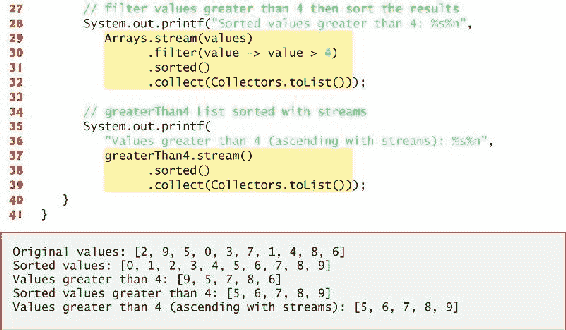 27 // filter values greater than 4 then sort the results
28 System.out.printf("Sorted values greater than 4: %s%n",
29 Arrays.stream(values)
30 .filter(value -> value > 4)
31 .sorted()
32 .collect(Collectors.toList()));
33
34 // greaterThan4 list sorted with streams
35 System.out.printf(
36 "Values greater than 4 (ascending with streams): %s%n",
37 greaterThan4.stream()
38 .sorted()
39 .collect(Collectors.toList()));
40 }
41 }
Original values: [2, 9, 5, 0, 3, 7, 1, 4, 8, 6]
Sorted values: [0, 1, 2, 3, 4, 5, 6, 7, 8, 9]
Values greater than 4: [9, 5, 7, 8, 6]
Sorted values greater than 4: [5, 6, 7, 8, 9]
Values greater than 4 (ascending with streams): [5, 6, 7, 8, 9]